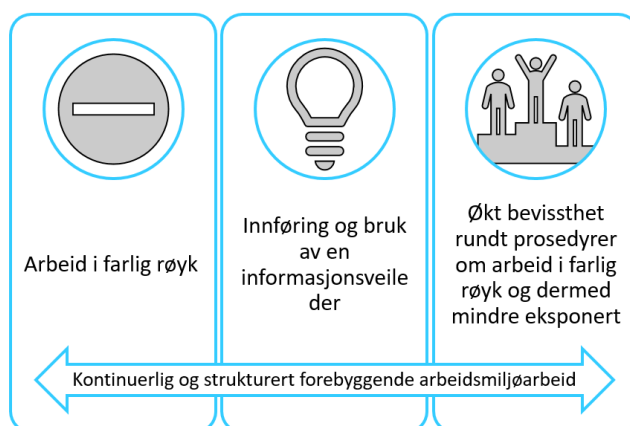 Arbeid i farlig røyk
Innføring og bruk
av en
informasjonsveile
der
Økt bevissthet
rundt prosedyrer
om arbeid i farlig
røyk og dermed
mindre eksponert
Kontinuerlig og strukturert forebyggende arbeidsmiljøarbeid